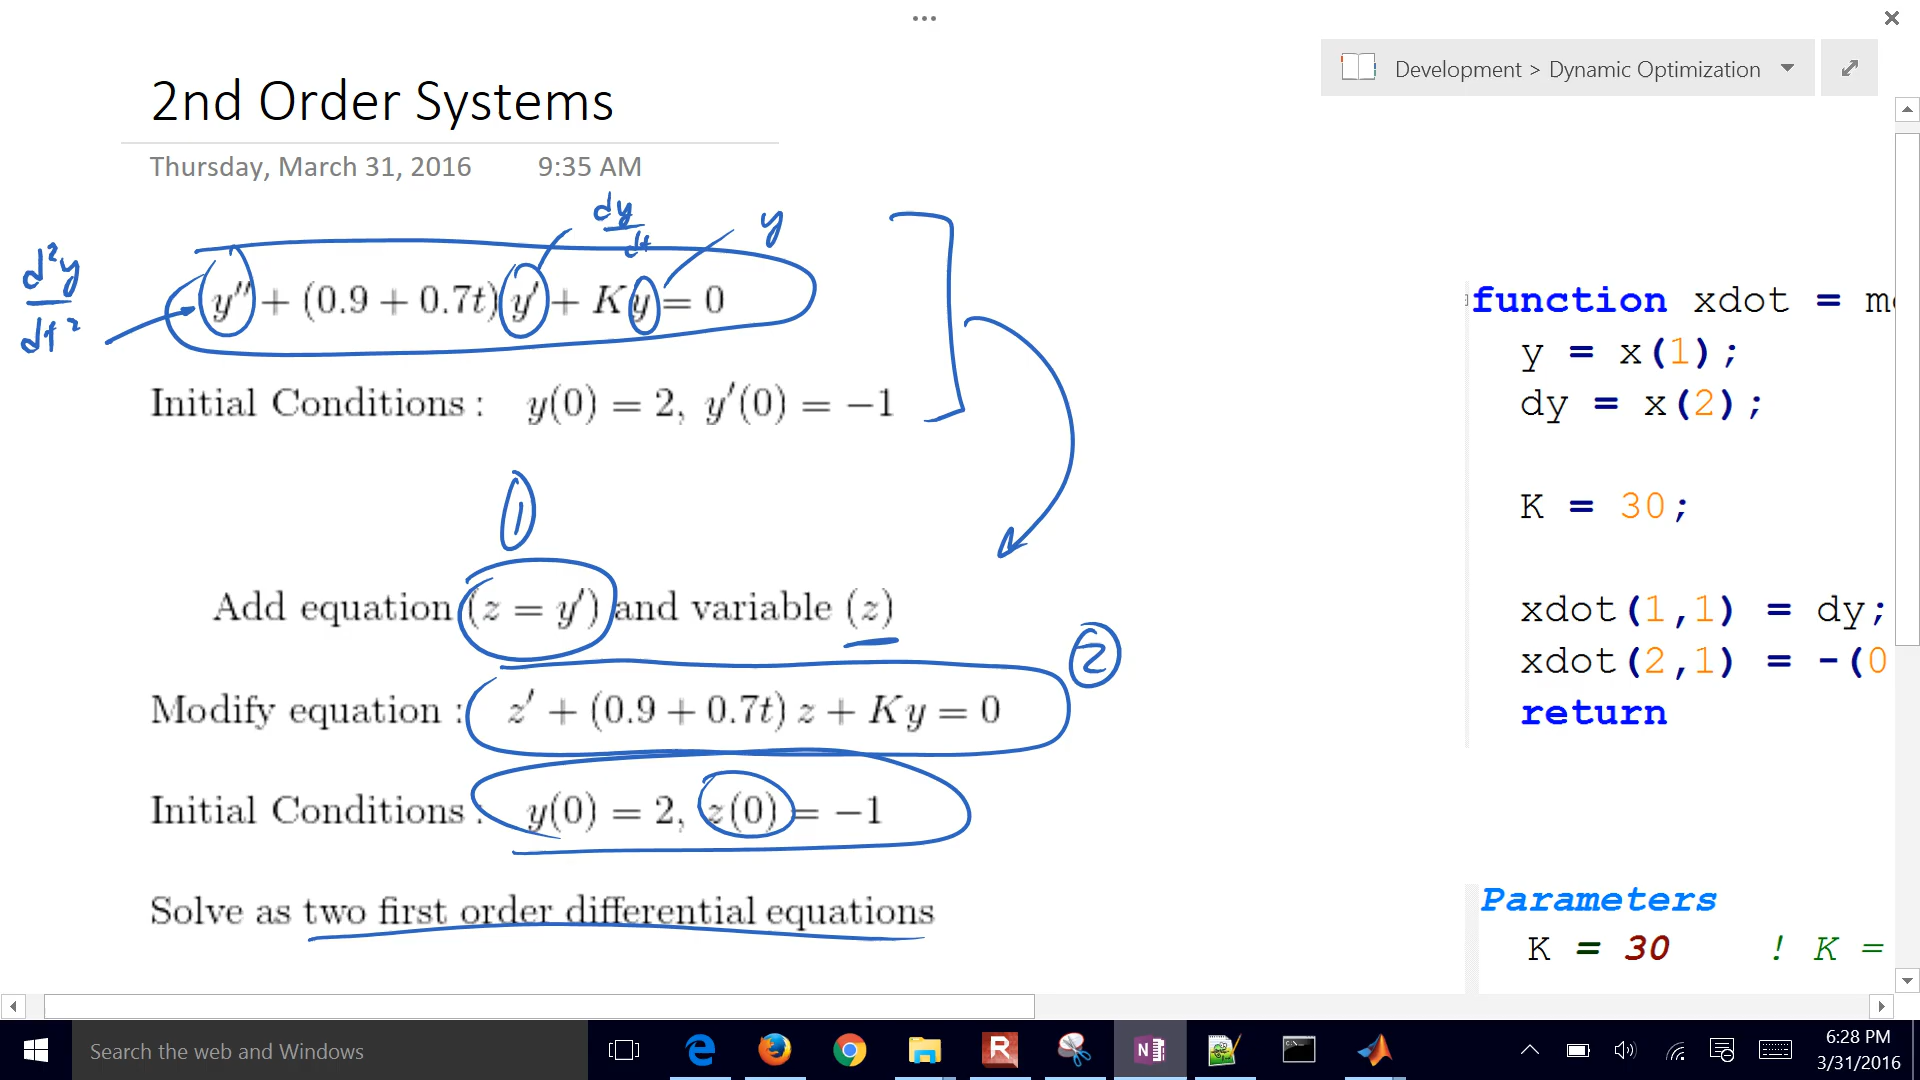 Development > Dynamic Optimization
2nd Order Systems
Thursday, March 31, 2016 9:35 AM
dy/dt
y
d²y/dt²
y'' + (0.9 + 0.7t) y' + K y = 0
Initial Conditions : y(0) = 2, y'(0) = −1
①
Add equation (z = y') and variable (z)
②
Modify equation : z' + (0.9 + 0.7t) z + K y = 0
Initial Conditions : y(0) = 2, z(0) = −1
Solve as two first order differential equations
function xdot = m
y = x(1);
dy = x(2);
K = 30;
xdot(1,1) = dy;
xdot(2,1) = -(0
return
Parameters
K = 30 ! K =
Search the web and Windows
6:28 PM
3/31/2016